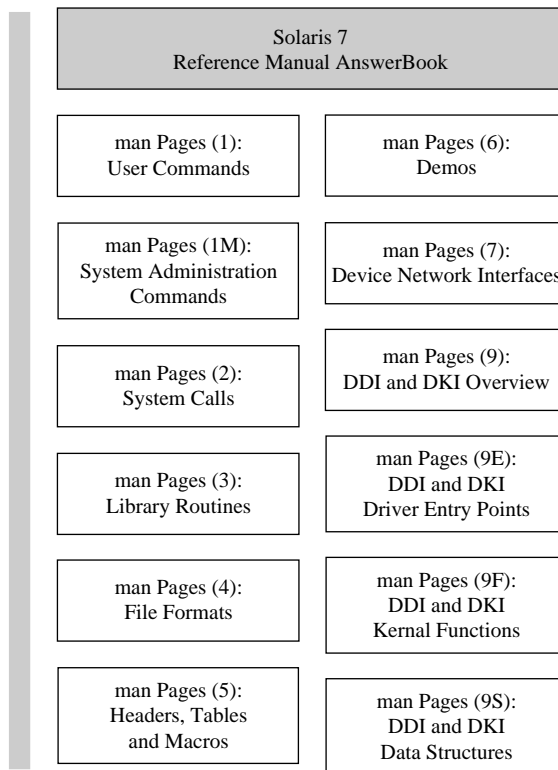 Solaris 7
Reference Manual AnswerBook
man Pages (1):
User Commands
man Pages (1M):
System Administration
Commands
man Pages (2):
System Calls
man Pages (3):
Library Routines
man Pages (4):
File Formats
man Pages (5):
Headers, Tables
and Macros
man Pages (6):
Demos
man Pages (7):
Device Network Interfaces
man Pages (9):
DDI and DKI Overview
man Pages (9E):
DDI and DKI
Driver Entry Points
man Pages (9F):
DDI and DKI
Kernal Functions
man Pages (9S):
DDI and DKI
Data Structures